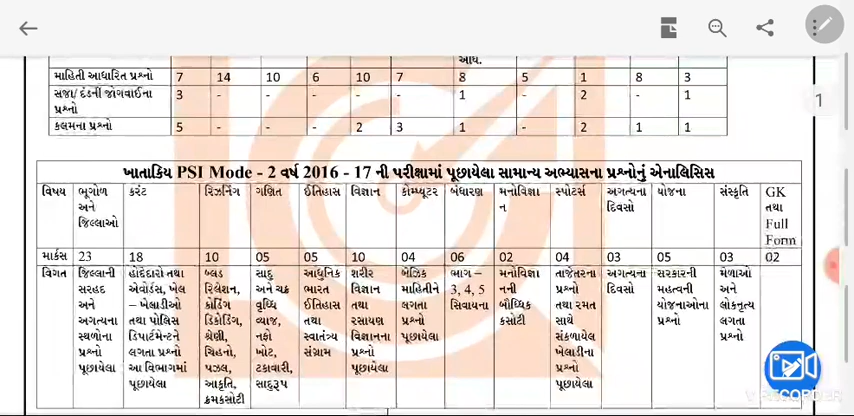 આધિ.
માહિતી આધારિત પ્રશ્નો 7 14 10 6 10 7 8 5 1 8 3
સજા/ દંડની જોગવાઈના પ્રશ્નો 3 - - - - - 1 - 2 - 1
કલમના પ્રશ્નો 5 - - - 2 3 1 - 2 1 1
1
ખાતાકિય PSI Mode - 2 વર્ષ 2016 - 17 ની પરીક્ષામાં પૂછાયેલા સામાન્ય અભ્યાસના પ્રશ્નોનું એનાલિસિસ
વિષય
ભૂગોળ
અને
જિલ્લાઓ
કરંટ
રિઝનિંગ
ગણિત
ઈતિહાસ
વિજ્ઞાન
કોમ્પ્યૂટર
બંધારણ
મનોવિજ્ઞા
ન
સ્પોર્ટસ
અગત્યના
દિવસો
યોજના
સંસ્કૃતિ
GK
તથા
Full
Form
માર્કસ 23 18 10 05 05 10 04 06 02 04 03 05 03 02
વિગત
જિલ્લાની
સરહદ
અને
અગત્યના
સ્થળોના
પ્રશ્નો
પૂછાયેલા
હોદેદારો તથા
એવોર્ડસ, ખેલ
– ખેલાડીઓ
તથા પોલિસ
ડિપાર્ટમેન્ટને
લગતા પ્રશ્નો
આ વિભાગમાં
પૂછાયેલા
બ્લડ
રિલેશન,
કોડિંગ
ડિકોડિંગ,
શ્રેણી,
ચિહનો,
પઝલ,
આકૃતિ,
ક્રમકસોટી
સાદુ
અને ચક્ર
વૃધ્ધિ
વ્યાજ,
નફો
ખોટ,
ટકાવારી,
સાદુરૂપ
આધુનિક
ભારત
ઈતિહાસ
તથા
સ્વાતંત્ર્ય
સંગ્રામ
શરીર
વિજ્ઞાન
તથા
રસાયણ
વિજ્ઞાનના
પ્રશ્નો
પૂછાયેલા
બેઝિક
માહિતીને
લગતા
પ્રશ્નો
પૂછાયેલા
ભાગ –
3, 4, 5
સિવાયના
મનોવિજ્ઞા
નની
બૌધ્ધિક
કસોટી
તાજેતરના
પ્રશ્નો
તથા રમત
સાથે
સંકળાયેલ
ખેલાડીના
પ્રશ્નો
પૂછાયેલા
અગત્યના
દિવસો
સરકારની
મહત્વની
યોજનાઓના
પ્રશ્નો
મેળાઓ
અને
લોકનૃત્ય
લગતા
પ્રશ્નો